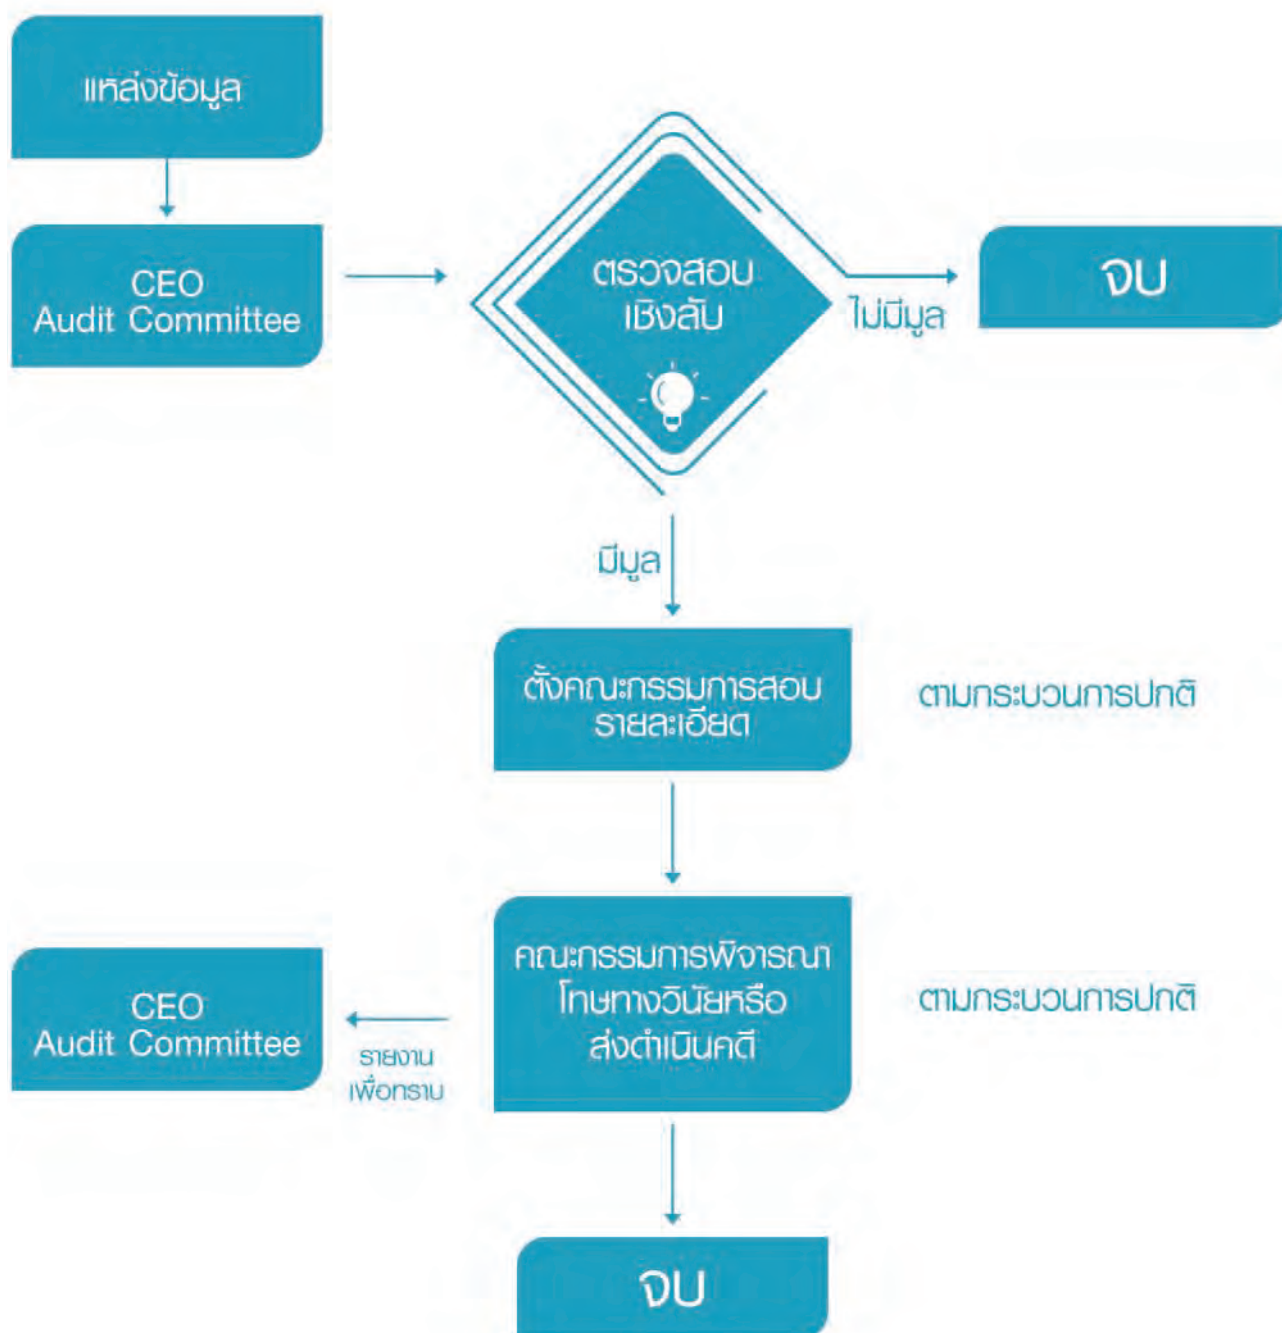 แหล่งข้อมูล
CEO
Audit Committee
ตรวจสอบ
เชิงลับ
ไม่มีมูล
จบ
มีมูล
ตั้งคณะกรรมการสอบ
รายละเอียด
ตามกระบวนการปกติ
คณะกรรมการพิจารณา
โทษทางวินัยหรือ
ส่งดำเนินคดี
ตามกระบวนการปกติ
รายงาน
เพื่อทราบ
CEO
Audit Committee
จบ